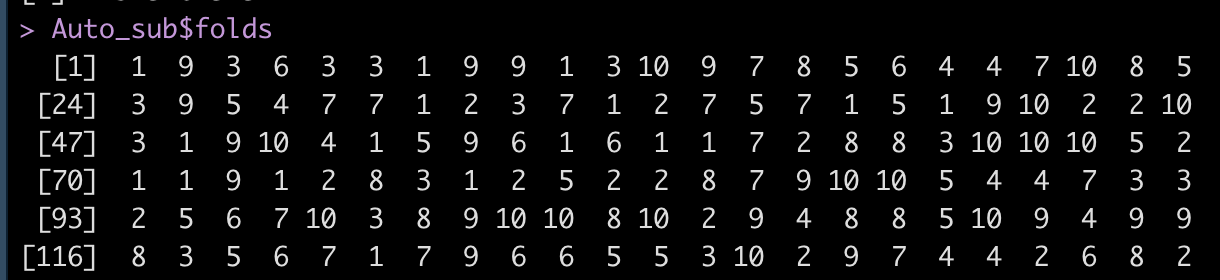 > Auto_sub$folds
[1] 1 9 3 6 3 3 1 9 9 1 3 10 9 7 8 5 6 4 4 7 10 8 5
[24] 3 9 5 4 7 7 1 2 3 7 1 2 7 5 7 1 5 1 9 10 2 2 10
[47] 3 1 9 10 4 1 5 9 6 1 6 1 1 7 2 8 8 3 10 10 10 5 2
[70] 1 1 9 1 2 8 3 1 2 5 2 2 8 7 9 10 10 5 4 4 7 3 3
[93] 2 5 6 7 10 3 8 9 10 10 8 10 2 9 4 8 8 5 10 9 4 9 9
[116] 8 3 5 6 7 1 7 9 6 6 5 5 3 10 2 9 7 4 4 2 6 8 2